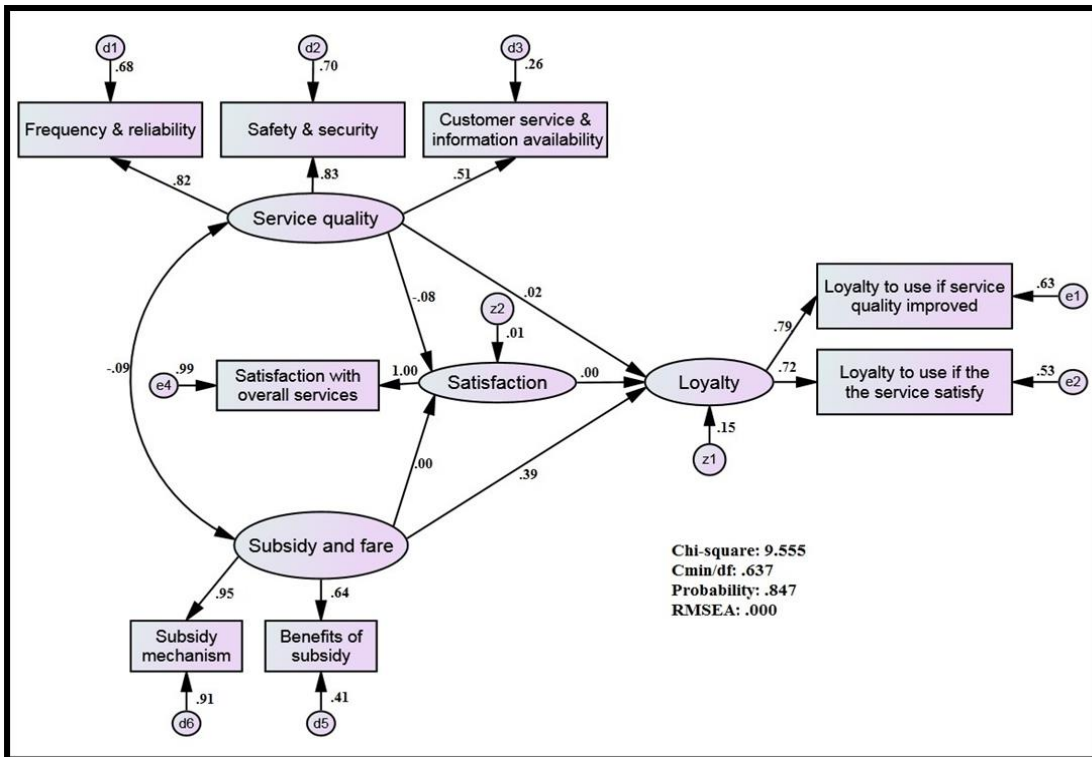 d1
d2
d3
.68
.70
.26
Frequency & reliability
Safety & security
Customer service &
information availability
.82
.83
.51
Service quality
-.08
.02
z2
.01
-.09
e4
.99
Satisfaction with
overall services
1.00
Satisfaction
.00
Loyalty
.79
.72
Loyalty to use if service
quality improved
.63
e1
Loyalty to use if the
the service satisfy
.53
e2
.15
z1
.00
.39
Subsidy and fare
.95
.64
Subsidy
mechanism
Benefits of
subsidy
.91
.41
d6
d5
Chi-square: 9.555
Cmin/df: .637
Probability: .847
RMSEA: .000